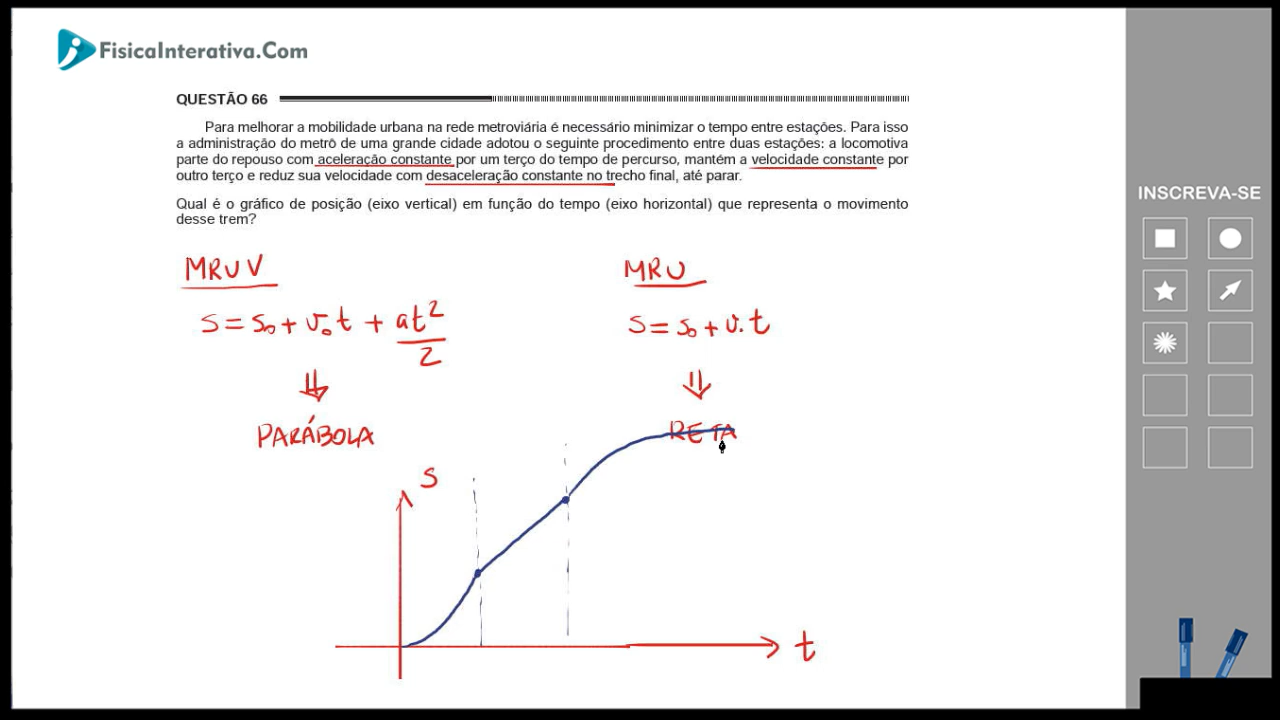 FisicaInterativa.Com
QUESTÃO 66
Para melhorar a mobilidade urbana na rede metroviária é necessário minimizar o tempo entre estações. Para isso
a administração do metrô de uma grande cidade adotou o seguinte procedimento entre duas estações: a locomotiva
parte do repouso com aceleração constante por um terço do tempo de percurso, mantém a velocidade constante por
outro terço e reduz sua velocidade com desaceleração constante no trecho final, até parar.
Qual é o gráfico de posição (eixo vertical) em função do tempo (eixo horizontal) que representa o movimento
desse trem?
INSCREVA-SE
MRUV
MRU
S = S₀ + v₀t + at²/2
S = S₀ + v.t
⇓
⇓
PARÁBOLA
RETA
S
t